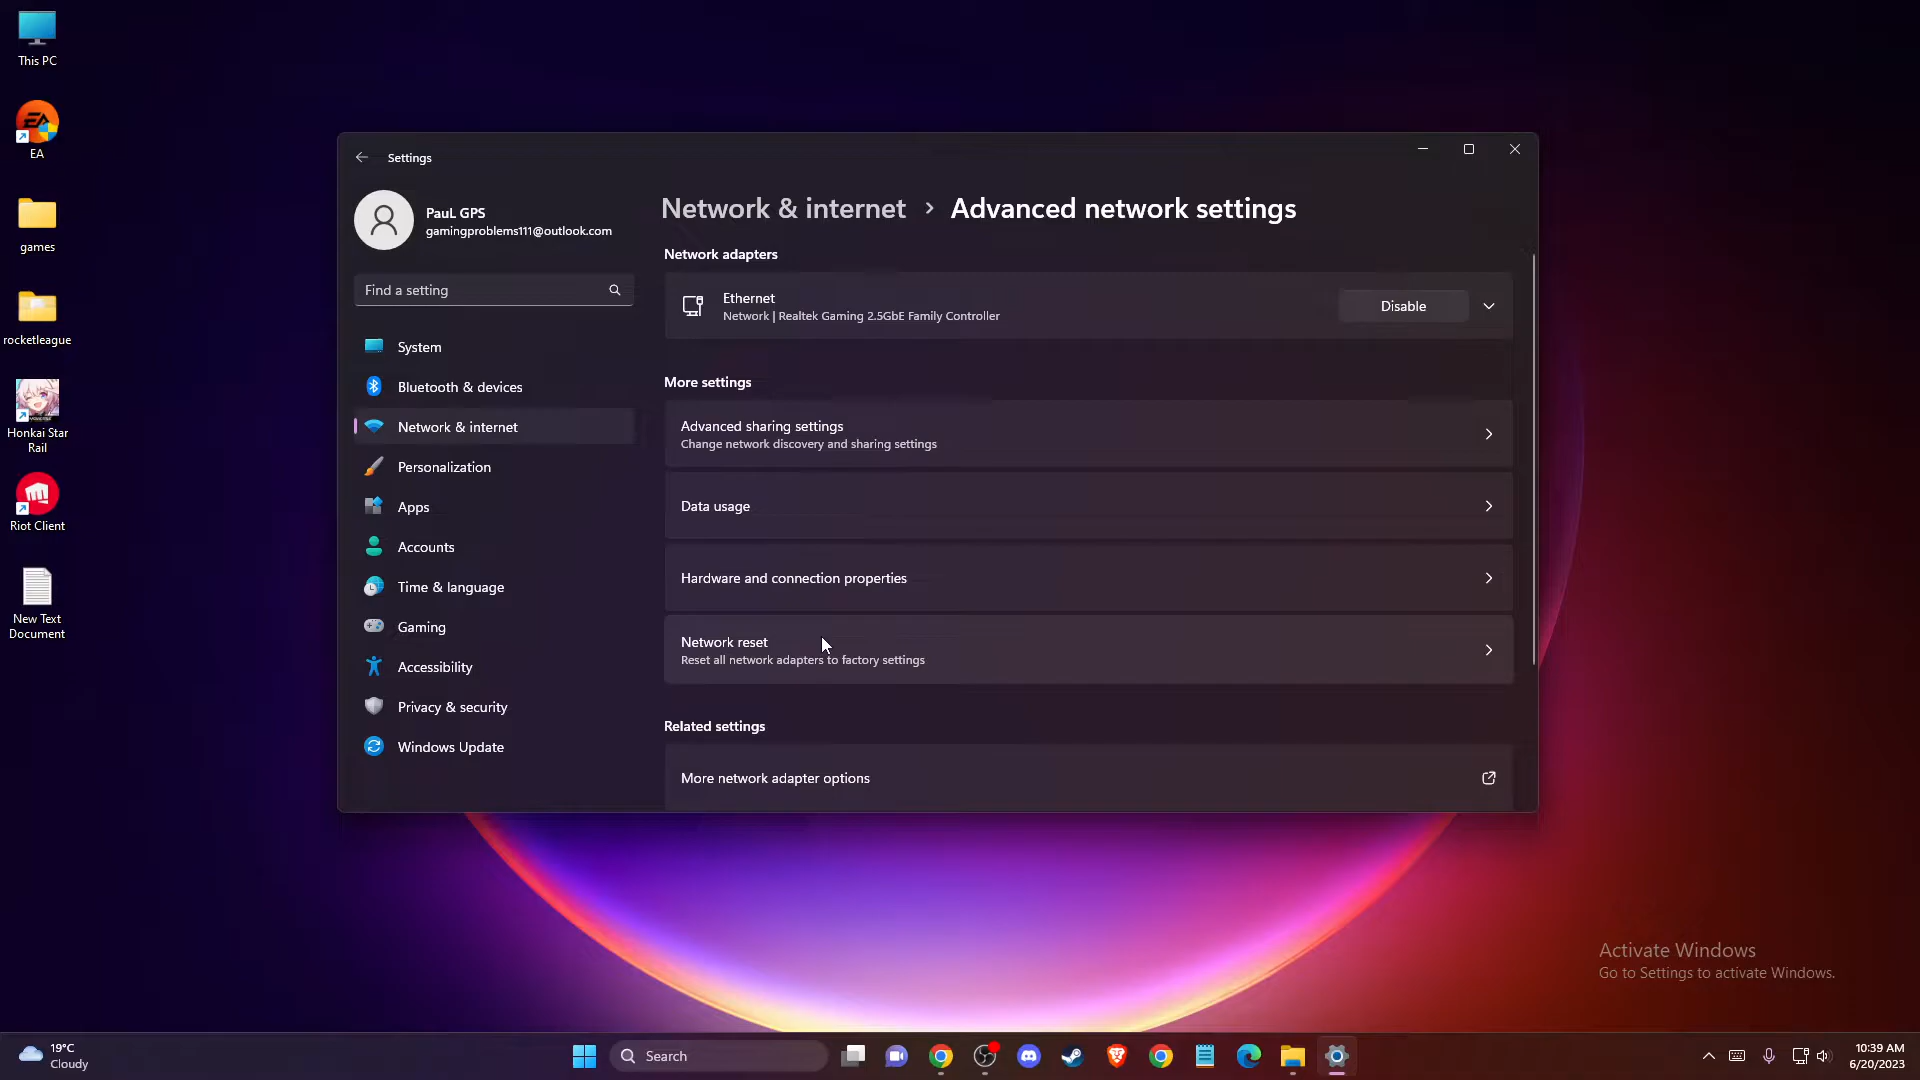 This PC
EA
EA
games
rocketleague
Honkai Star
Rail
Riot Client
New Text
Document
Settings
PauL GPS
gamingproblems111@outlook.com
Find a setting
System
Bluetooth & devices
Network & internet
Personalization
Apps
Accounts
Time & language
Gaming
Accessibility
Privacy & security
Windows Update
Network & internet > Advanced network settings
Network adapters
Ethernet
Network | Realtek Gaming 2.5GbE Family Controller
Disable
More settings
Advanced sharing settings
Change network discovery and sharing settings
Data usage
Hardware and connection properties
Network reset
Reset all network adapters to factory settings
Related settings
More network adapter options
Activate Windows
Go to Settings to activate Windows.
19°C
Cloudy
Search
10:39 AM
6/20/2023